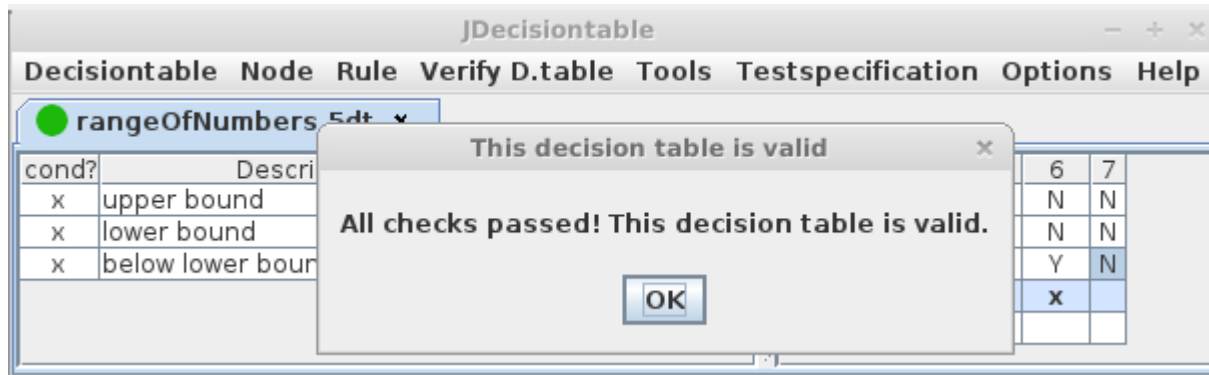 JDecisiontable
Decisiontable Node Rule Verify D.table Tools Testspecification Options Help
rangeOfNumbers.5dt x
This decision table is valid x
cond? Descri 6 7
x upper bound N N
All checks passed! This decision table is valid.
x lower bound N N
x below lower boun Y N
OK
x